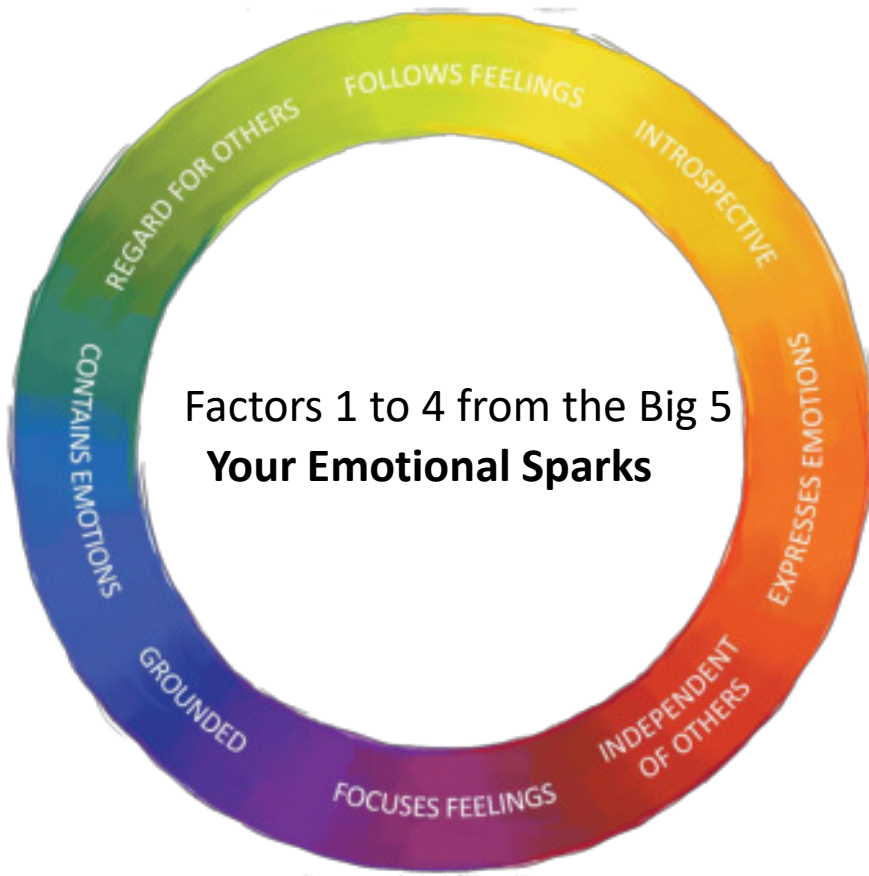 FOLLOWS FEELINGS
INTROSPECTIVE
EXPRESSES EMOTIONS
INDEPENDENT
OF OTHERS
FOCUSES FEELINGS
GROUNDED
CONTAINS EMOTIONS
REGARD FOR OTHERS
Factors 1 to 4 from the Big 5
Your Emotional Sparks